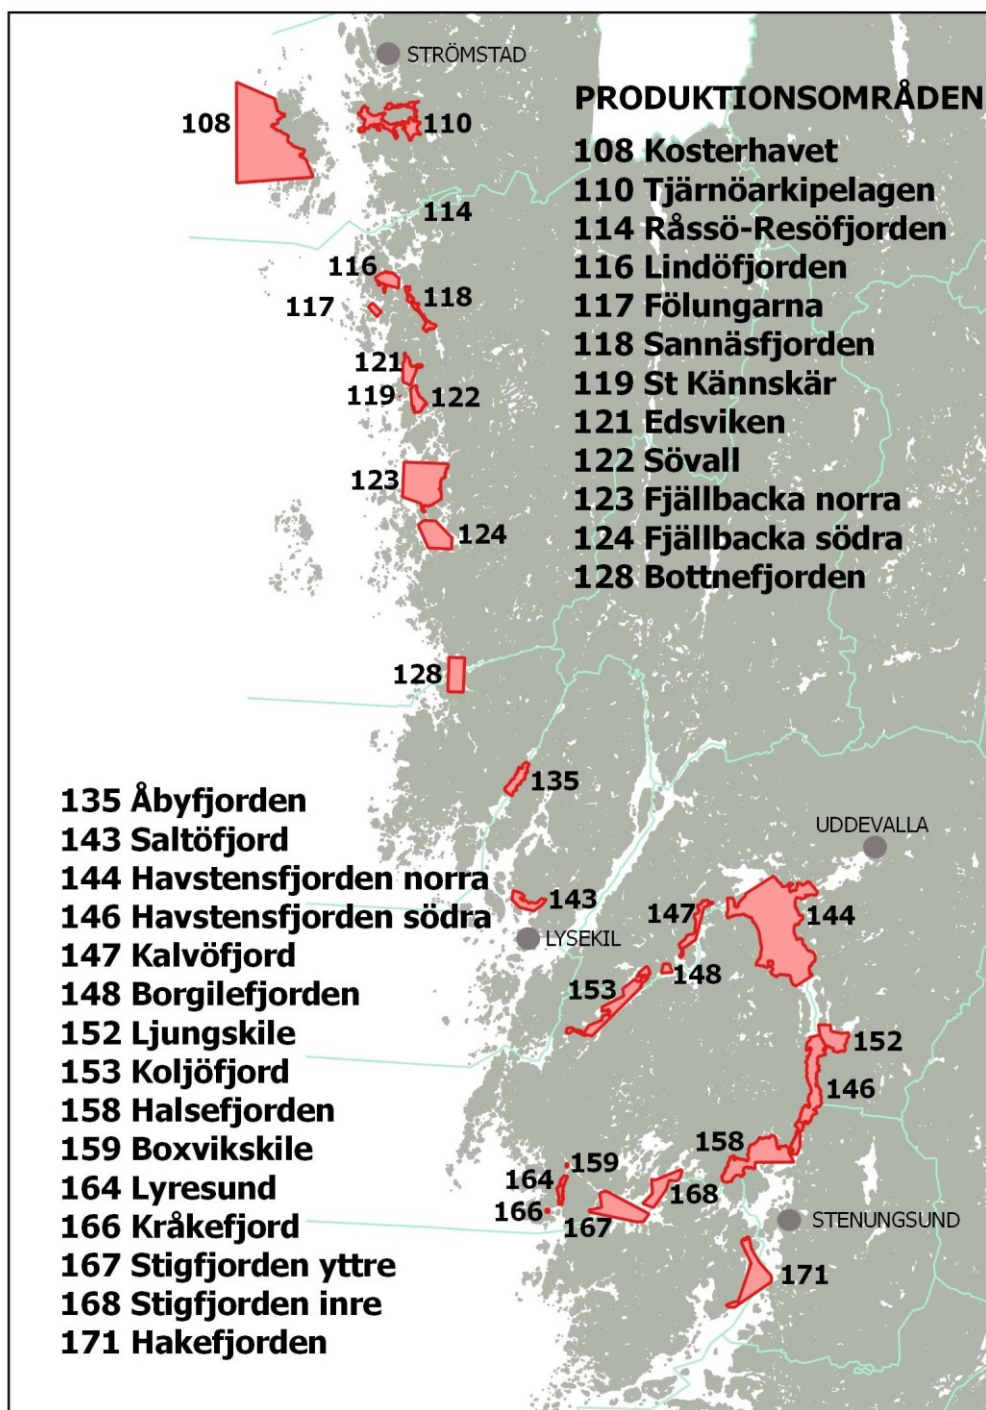 STRÖMSTAD
PRODUKTIONSOMRÅDEN
108 Kosterhavet
110 Tjärnöarkipelagen
114 Råssö-Resöfjorden
116 Lindöfjorden
117 Fölungarna
118 Sannäsfjorden
119 St Kännskär
121 Edsviken
122 Sövall
123 Fjällbacka norra
124 Fjällbacka södra
128 Bottnefjorden
108
110
114
116
117
118
121
119
122
123
124
128
135
135 Åbyfjorden
143 Saltöfjord
144 Havstensfjorden norra
146 Havstensfjorden södra
147 Kalvöfjord
148 Borgilefjorden
152 Ljungskile
153 Koljöfjord
158 Halsefjorden
159 Boxvikskile
164 Lyresund
166 Kråkefjord
167 Stigfjorden yttre
168 Stigfjorden inre
171 Hakefjorden
UDDEVALLA
143
LYSEKIL
147
144
148
153
152
146
158
159
164
168
166
167
STENUNGSUND
171